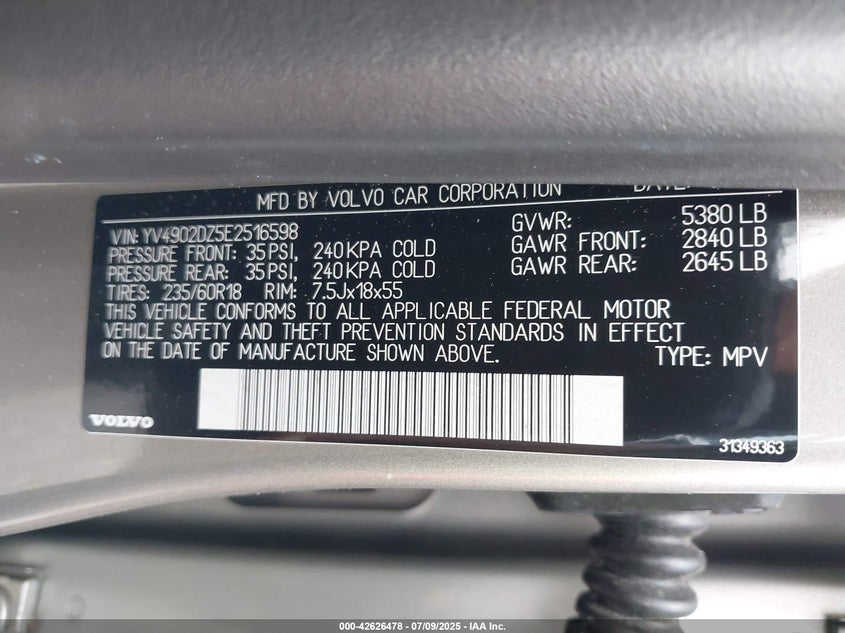 MFD BY VOLVO CAR CORPORATION DATE:
VIN: YV4902DZ5E2516598
PRESSURE FRONT: 35 PSI, 240 KPA COLD
PRESSURE REAR: 35 PSI, 240 KPA COLD
TIRES: 235/60R18 RIM: 7.5Jx18x55
GVWR: 5380 LB
GAWR FRONT: 2840 LB
GAWR REAR: 2645 LB
THIS VEHICLE CONFORMS TO ALL APPLICABLE FEDERAL MOTOR
VEHICLE SAFETY AND THEFT PREVENTION STANDARDS IN EFFECT
ON THE DATE OF MANUFACTURE SHOWN ABOVE. TYPE: MPV
VOLVO
31349363
000-42626478 - 07/09/2025 - IAA Inc.